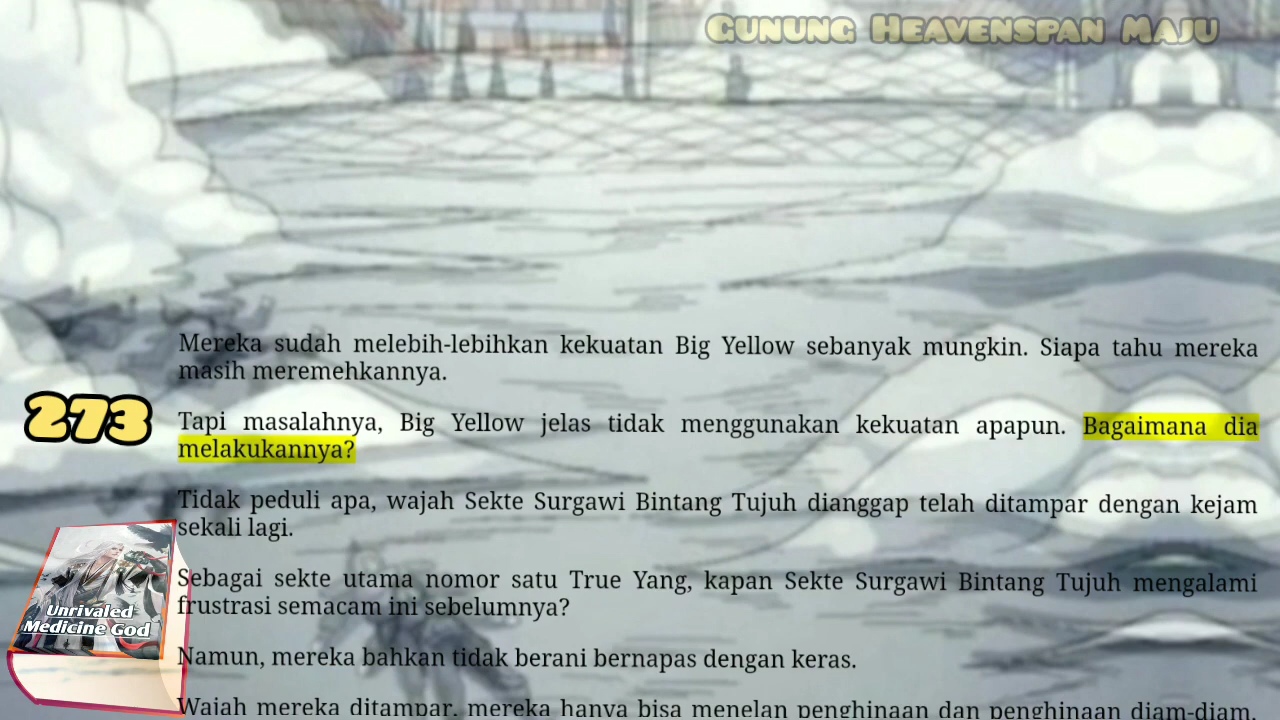 Gunung Heavenspan Maju
Mereka sudah melebih-lebihkan kekuatan Big Yellow sebanyak mungkin. Siapa tahu mereka
masih meremehkannya.
273
Tapi masalahnya, Big Yellow jelas tidak menggunakan kekuatan apapun. Bagaimana dia
melakukannya?
Tidak peduli apa, wajah Sekte Surgawi Bintang Tujuh dianggap telah ditampar dengan kejam
sekali lagi.
Sebagai sekte utama nomor satu True Yang, kapan Sekte Surgawi Bintang Tujuh mengalami
frustrasi semacam ini sebelumnya?
Unrivaled
Medicine God
Namun, mereka bahkan tidak berani bernapas dengan keras.
Wajah mereka ditampar, mereka hanya bisa menelan penghinaan dan penghinaan diam-diam,